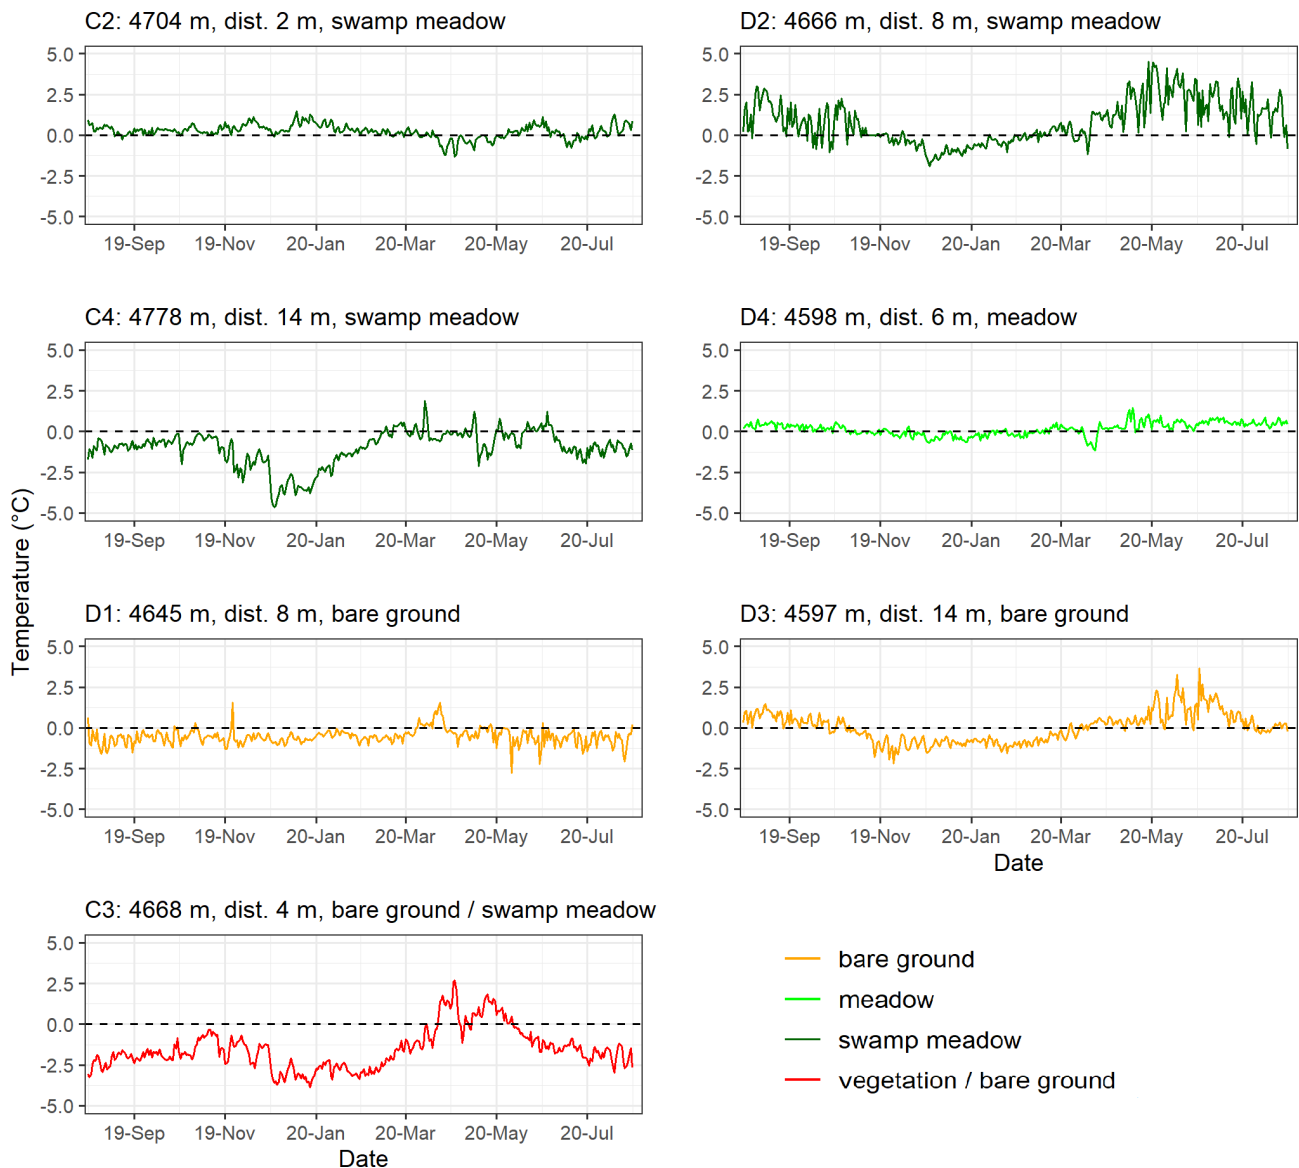 C2: 4704 m, dist. 2 m, swamp meadow
5.0
2.5
0.0
-2.5
-5.0
19-Sep 19-Nov 20-Jan 20-Mar 20-May 20-Jul
D2: 4666 m, dist. 8 m, swamp meadow
5.0
2.5
0.0
-2.5
-5.0
19-Sep 19-Nov 20-Jan 20-Mar 20-May 20-Jul
C4: 4778 m, dist. 14 m, swamp meadow
5.0
2.5
0.0
-2.5
-5.0
19-Sep 19-Nov 20-Jan 20-Mar 20-May 20-Jul
D4: 4598 m, dist. 6 m, meadow
5.0
2.5
0.0
-2.5
-5.0
19-Sep 19-Nov 20-Jan 20-Mar 20-May 20-Jul
Temperature (°C)
D1: 4645 m, dist. 8 m, bare ground
5.0
2.5
0.0
-2.5
-5.0
19-Sep 19-Nov 20-Jan 20-Mar 20-May 20-Jul
D3: 4597 m, dist. 14 m, bare ground
5.0
2.5
0.0
-2.5
-5.0
19-Sep 19-Nov 20-Jan 20-Mar 20-May 20-Jul
Date
C3: 4668 m, dist. 4 m, bare ground / swamp meadow
5.0
2.5
0.0
-2.5
-5.0
19-Sep 19-Nov 20-Jan 20-Mar 20-May 20-Jul
Date
bare ground
meadow
swamp meadow
vegetation / bare ground